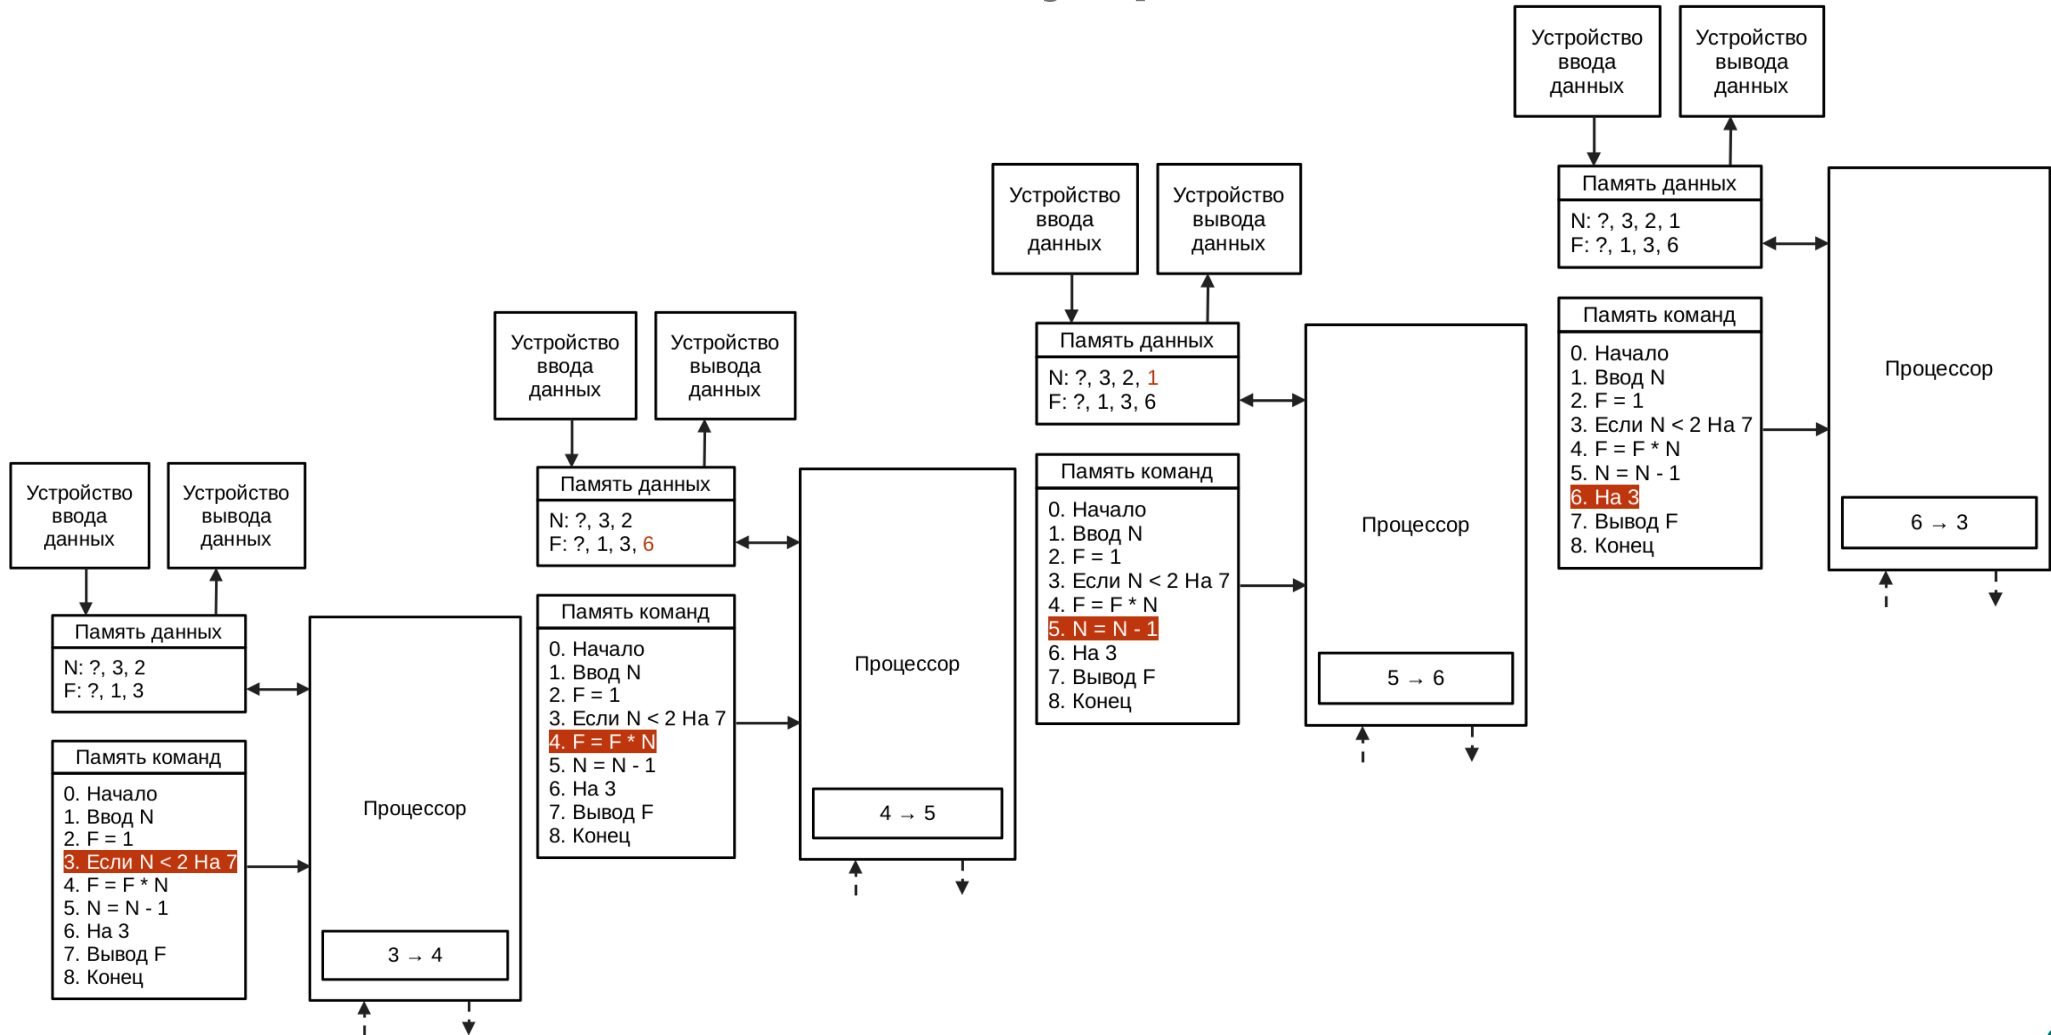 Устройство
ввода
данных
Устройство
вывода
данных
Память данных
N: ?, 3, 2
F: ?, 1, 3
Память команд
0. Начало
1. Ввод N
2. F = 1
3. Если N < 2 На 7
4. F = F * N
5. N = N - 1
6. На 3
7. Вывод F
8. Конец
Процессор
3 → 4
Устройство
ввода
данных
Устройство
вывода
данных
Память данных
N: ?, 3, 2
F: ?, 1, 3, 6
Память команд
0. Начало
1. Ввод N
2. F = 1
3. Если N < 2 На 7
4. F = F * N
5. N = N - 1
6. На 3
7. Вывод F
8. Конец
Процессор
4 → 5
Устройство
ввода
данных
Устройство
вывода
данных
Память данных
N: ?, 3, 2, 1
F: ?, 1, 3, 6
Память команд
0. Начало
1. Ввод N
2. F = 1
3. Если N < 2 На 7
4. F = F * N
5. N = N - 1
6. На 3
7. Вывод F
8. Конец
Процессор
5 → 6
Устройство
ввода
данных
Устройство
вывода
данных
Память данных
N: ?, 3, 2, 1
F: ?, 1, 3, 6
Память команд
0. Начало
1. Ввод N
2. F = 1
3. Если N < 2 На 7
4. F = F * N
5. N = N - 1
6. На 3
7. Вывод F
8. Конец
Процессор
6 → 3